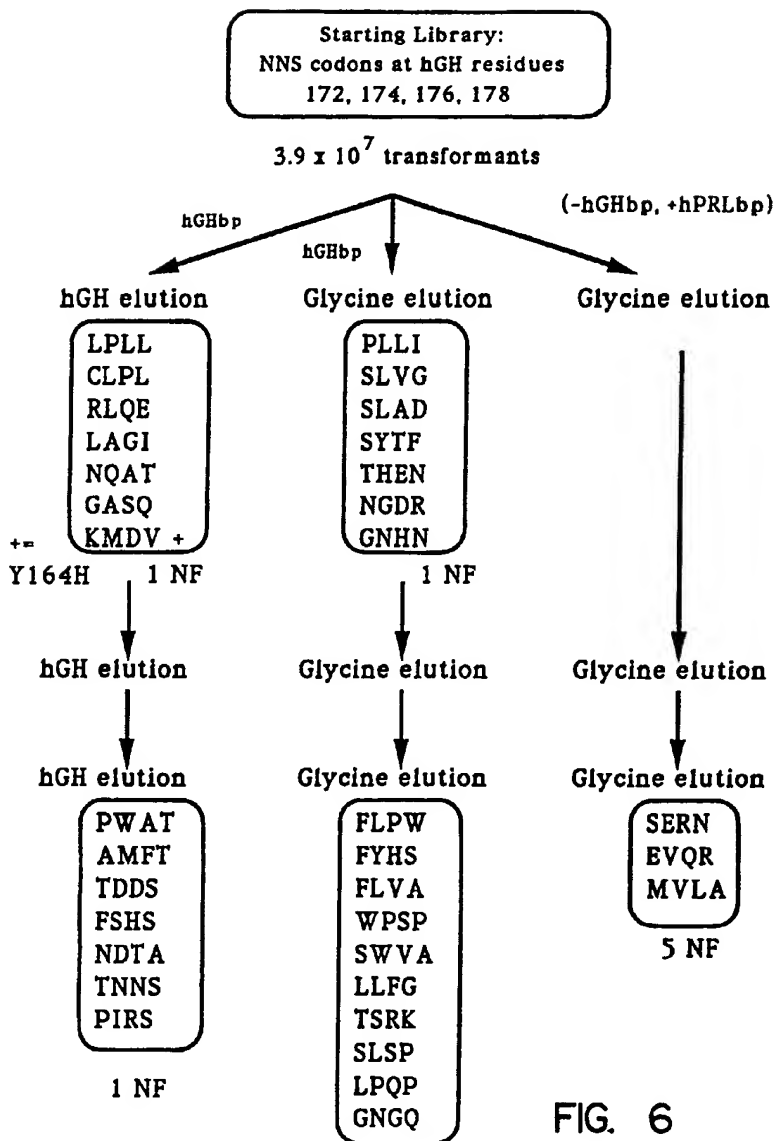 Starting Library:
NNS codons at hGH residues
172, 174, 176, 178
3.9 x 10^7 transformants
hGHbp
hGHbp
(-hGHbp, +hPRLbp)
hGH elution
LPLL
CLPL
RLQE
LAGI
NQAT
GASQ
KMDV +
+=
Y164H
1 NF
hGH elution
hGH elution
PWAT
AMFT
TDDS
FSHS
NDTA
TNNS
PIRS
1 NF
Glycine elution
PLLI
SLVG
SLAD
SYTF
THEN
NGDR
GNHN
1 NF
Glycine elution
Glycine elution
FLPW
FYHS
FLVA
WPSP
SWVA
LLFG
TSRK
SLSP
LPQP
GNGQ
Glycine elution
Glycine elution
Glycine elution
SERN
EVQR
MVLA
5 NF
FIG. 6